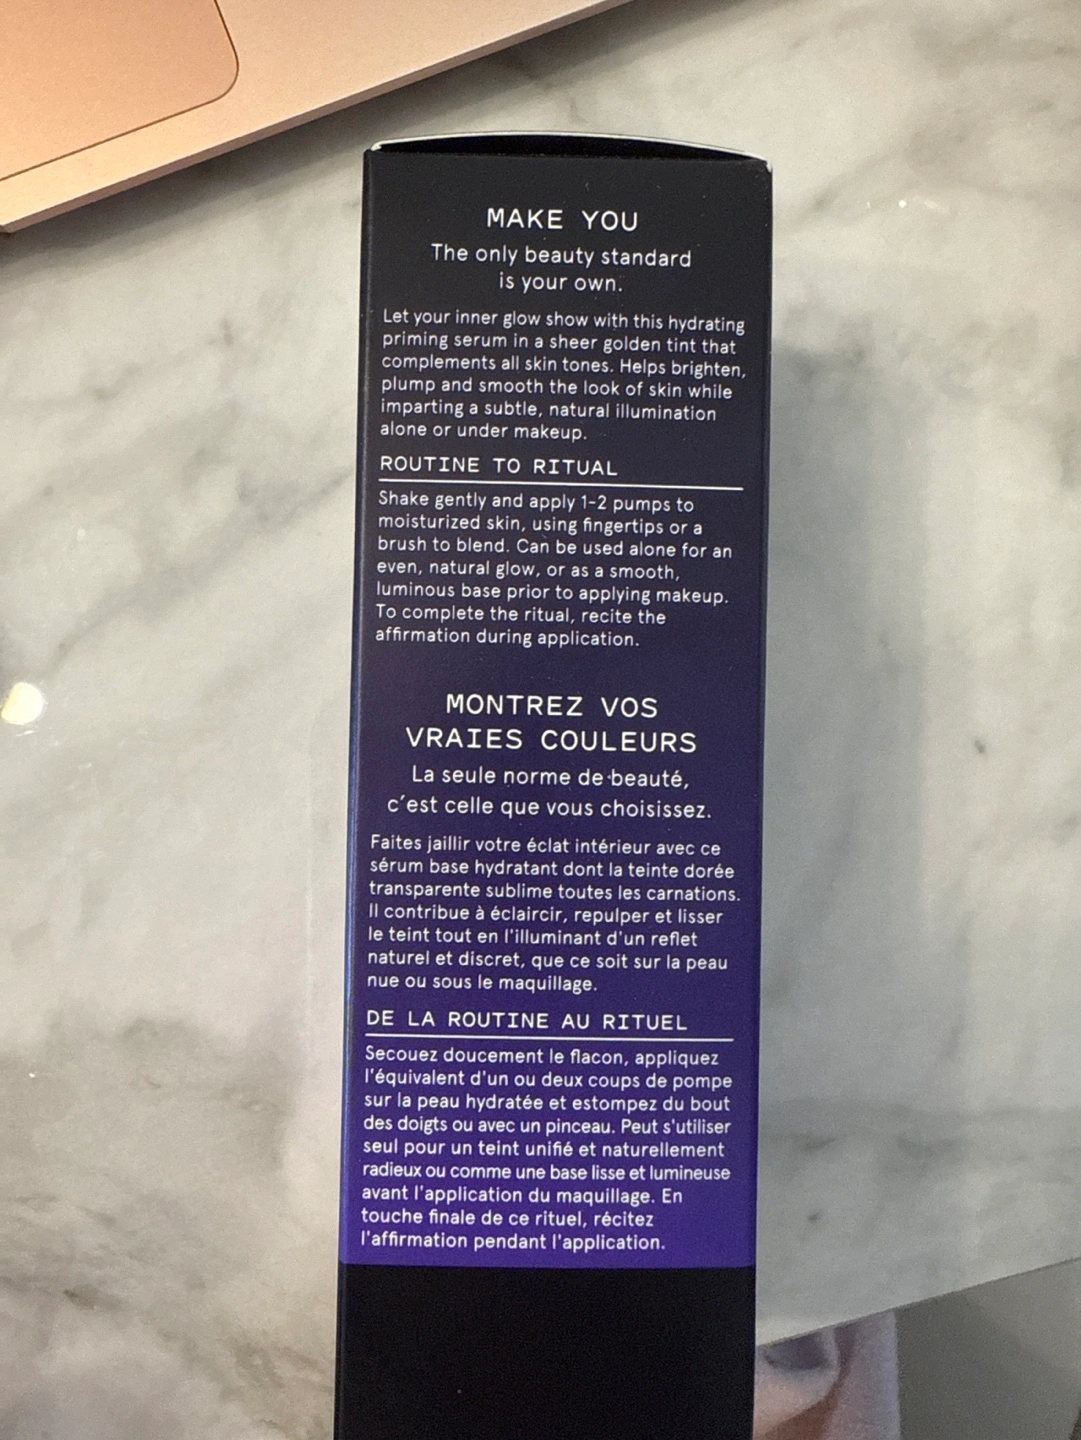 MAKE YOU
The only beauty standard
is your own.
Let your inner glow show with this hydrating
priming serum in a sheer golden tint that
complements all skin tones. Helps brighten,
plump and smooth the look of skin while
imparting a subtle, natural illumination
alone or under makeup.
ROUTINE TO RITUAL
Shake gently and apply 1-2 pumps to
moisturized skin, using fingertips or a
brush to blend. Can be used alone for an
even, natural glow, or as a smooth,
luminous base prior to applying makeup.
To complete the ritual, recite the
affirmation during application.
MONTREZ VOS
VRAIES COULEURS
La seule norme de beauté,
c'est celle que vous choisissez.
Faites jaillir votre éclat intérieur avec ce
sérum base hydratant dont la teinte dorée
transparente sublime toutes les carnations.
Il contribue à éclaircir, repulper et lisser
le teint tout en l'illuminant d'un reflet
naturel et discret, que ce soit sur la peau
nue ou sous le maquillage.
DE LA ROUTINE AU RITUEL
Secouez doucement le flacon, appliquez
l'équivalent d'un ou deux coups de pompe
sur la peau hydratée et estompez du bout
des doigts ou avec un pinceau. Peut s'utiliser
seul pour un teint unifié et naturellement
radieux ou comme une base lisse et lumineuse
avant l'application du maquillage. En
touche finale de ce rituel, récitez
l'affirmation pendant l'application.